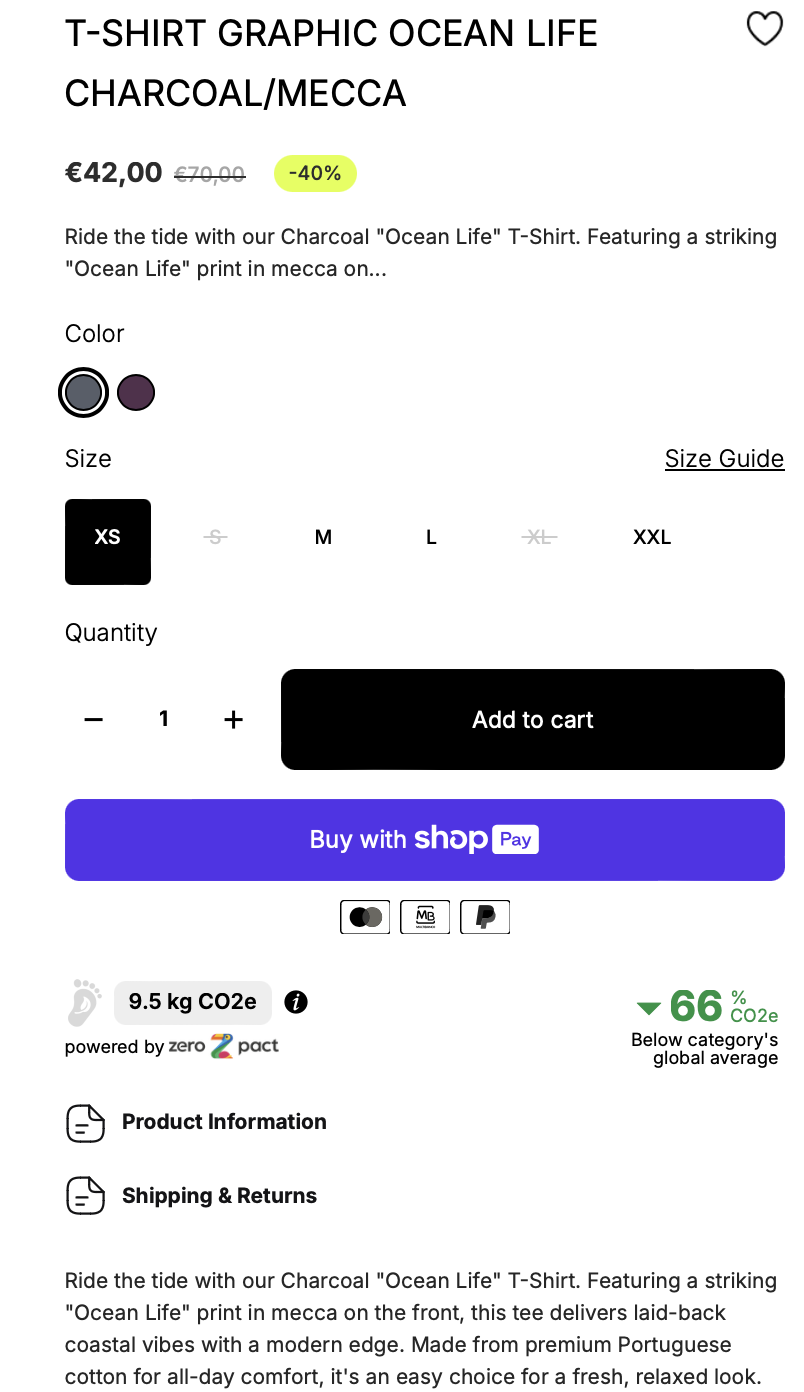 T-SHIRT GRAPHIC OCEAN LIFE
CHARCOAL/MECCA
€42,00 €70,00 -40%
Ride the tide with our Charcoal "Ocean Life" T-Shirt. Featuring a striking
"Ocean Life" print in mecca on...
Color
Size Size Guide
XS S M L XL XXL
Quantity
− 1 + Add to cart
Buy with shop Pay
MB
9.5 kg CO2e i
powered by zero Z pact
66 % CO2e
Below category's
global average
Product Information
Shipping & Returns
Ride the tide with our Charcoal "Ocean Life" T-Shirt. Featuring a striking
"Ocean Life" print in mecca on the front, this tee delivers laid-back
coastal vibes with a modern edge. Made from premium Portuguese
cotton for all-day comfort, it's an easy choice for a fresh, relaxed look.